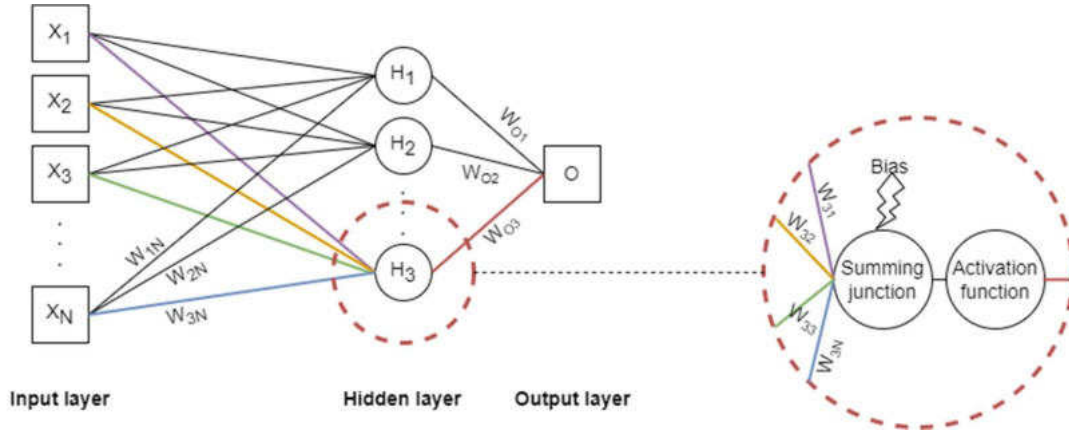 X1
X2
X3
XN
W1N
W2N
W3N
H1
H2
H3
WO1
WO2
WO3
O
Bias
W31
W32
W33
W3N
Summing
junction
Activation
function
Input layer
Hidden layer
Output layer